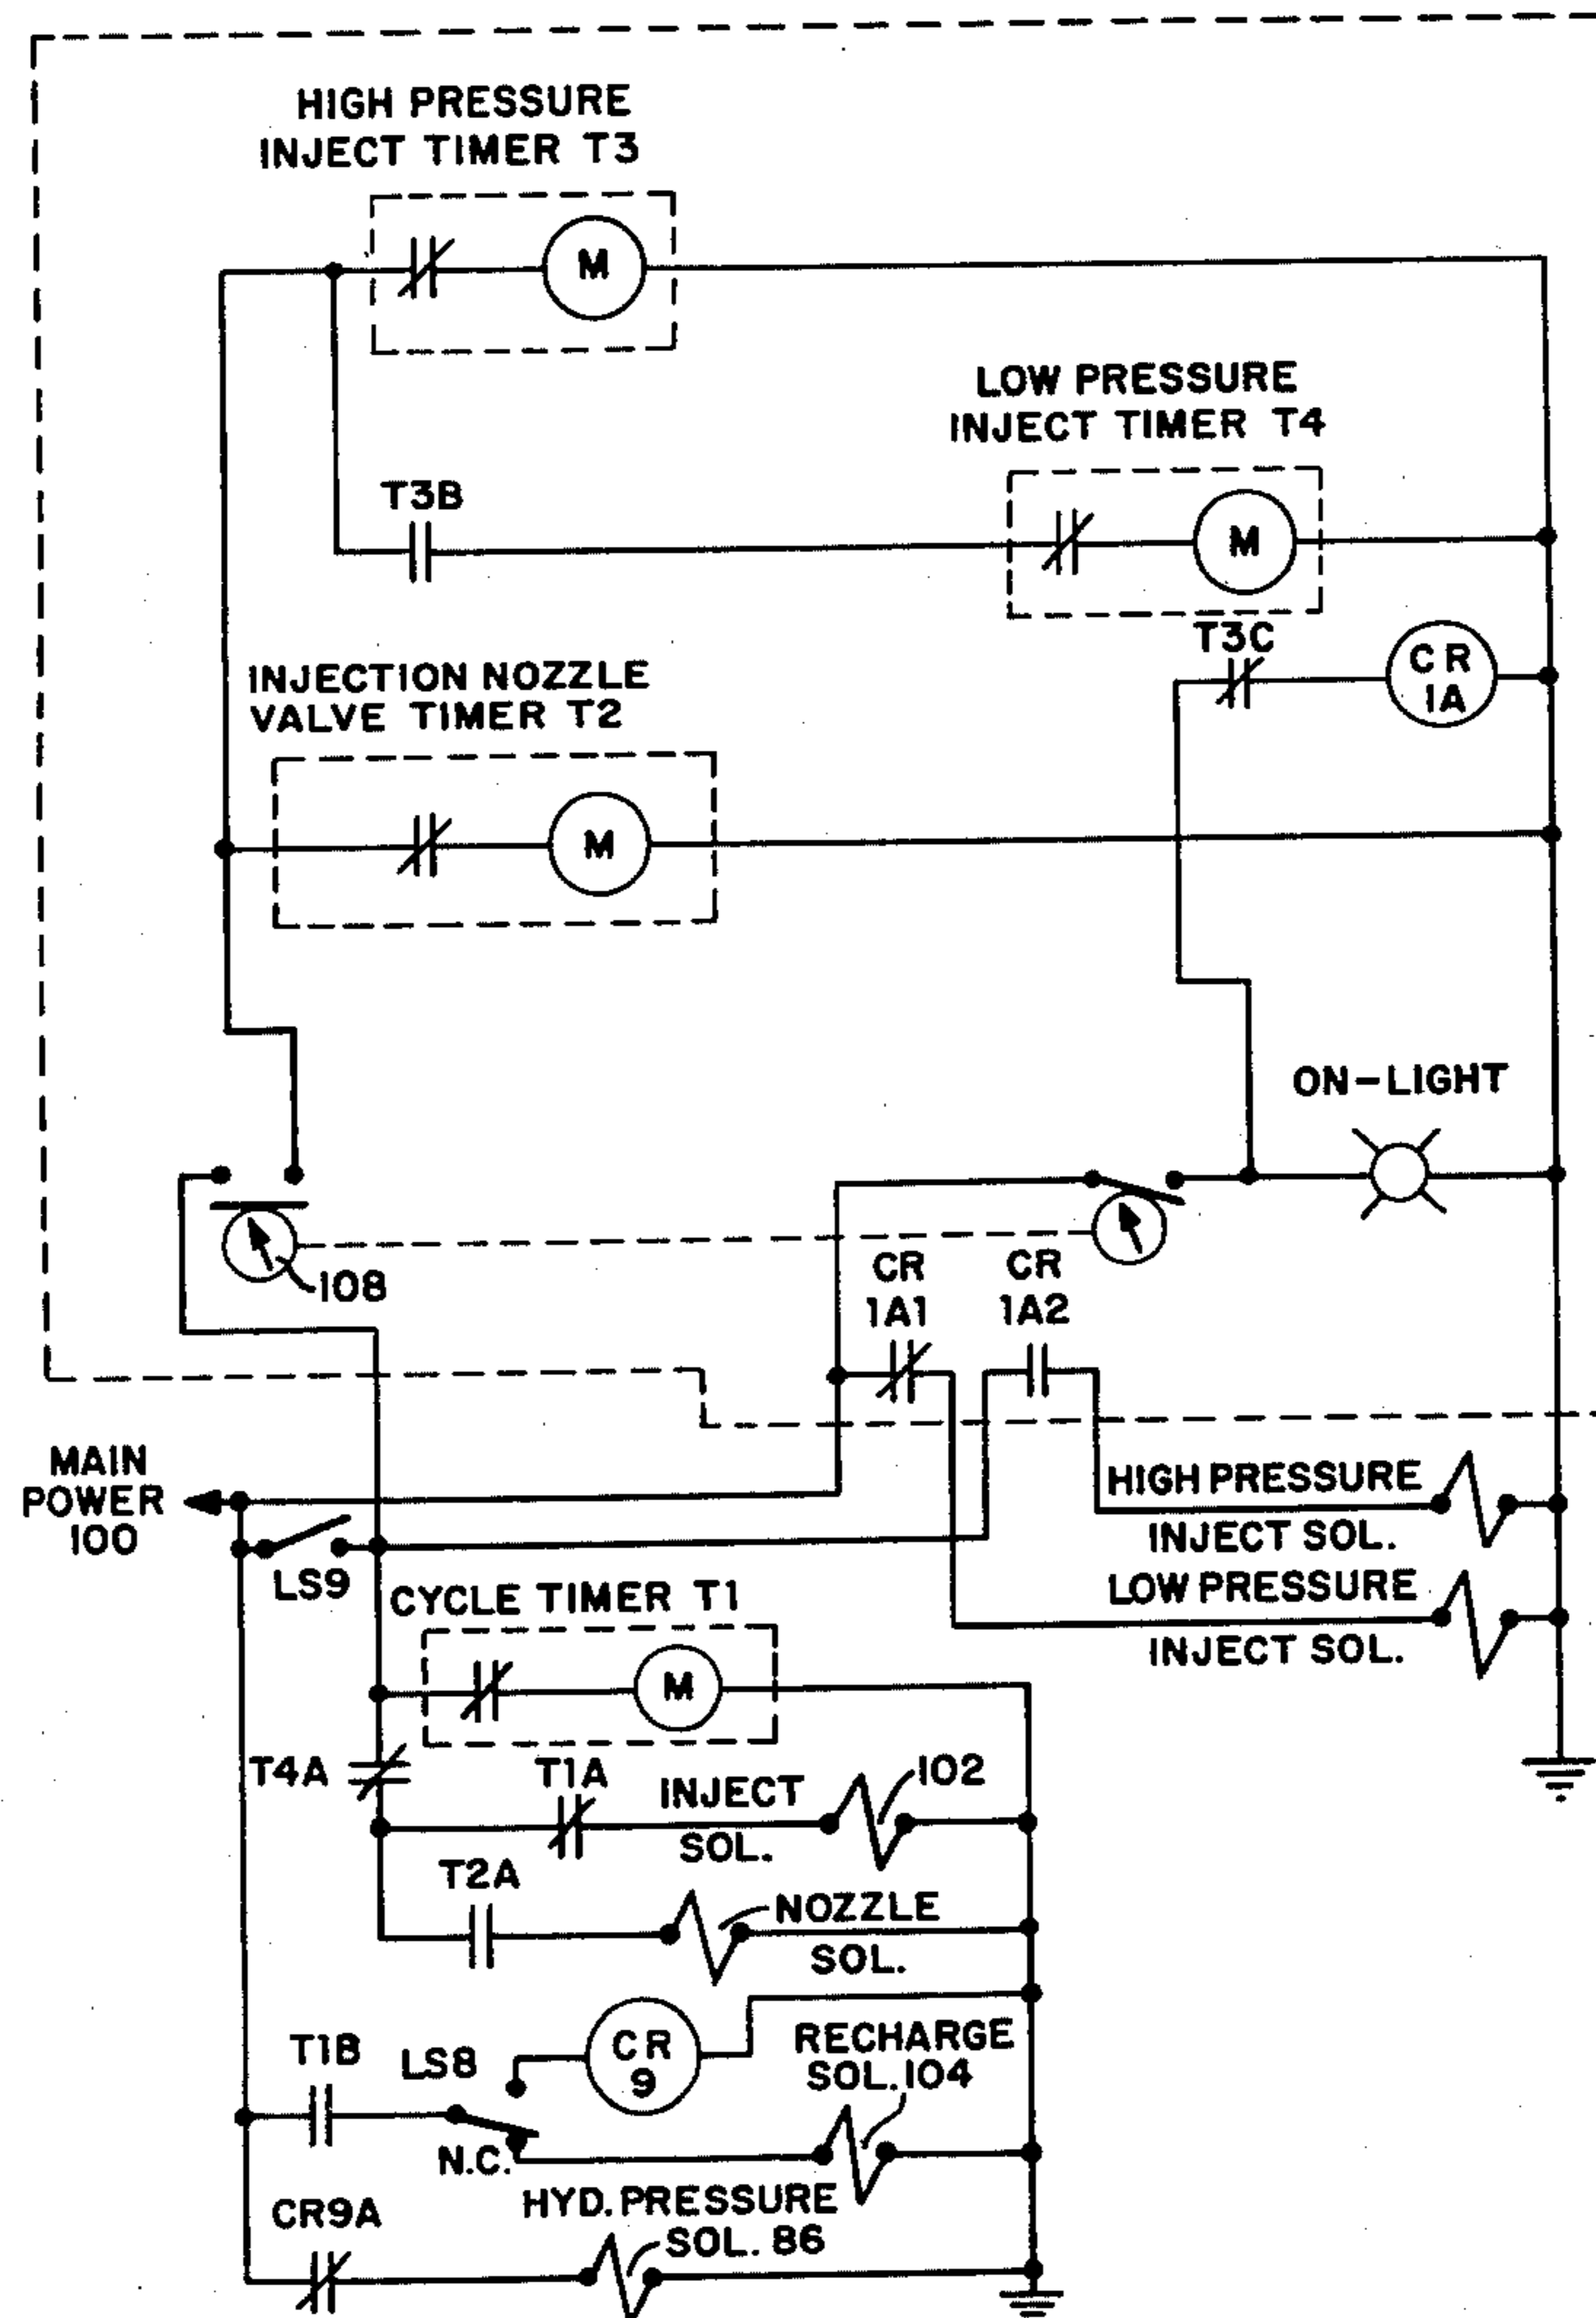 HIGH PRESSURE
INJECT TIMER T3
M
LOW PRESSURE
INJECT TIMER T4
T3B
M
T3C
CR
1A
INJECTION NOZZLE
VALVE TIMER T2
M
ON-LIGHT
108
CR
1A1
CR
1A2
MAIN
POWER
100
HIGH PRESSURE
INJECT SOL.
LS9
LOW PRESSURE
INJECT SOL.
CYCLE TIMER T1
M
T4A
T1A
INJECT
SOL.
102
T2A
NOZZLE
SOL.
T1B
LS8
CR
9
RECHARGE
SOL. 104
N.C.
HYD. PRESSURE
SOL. 86
CR9A